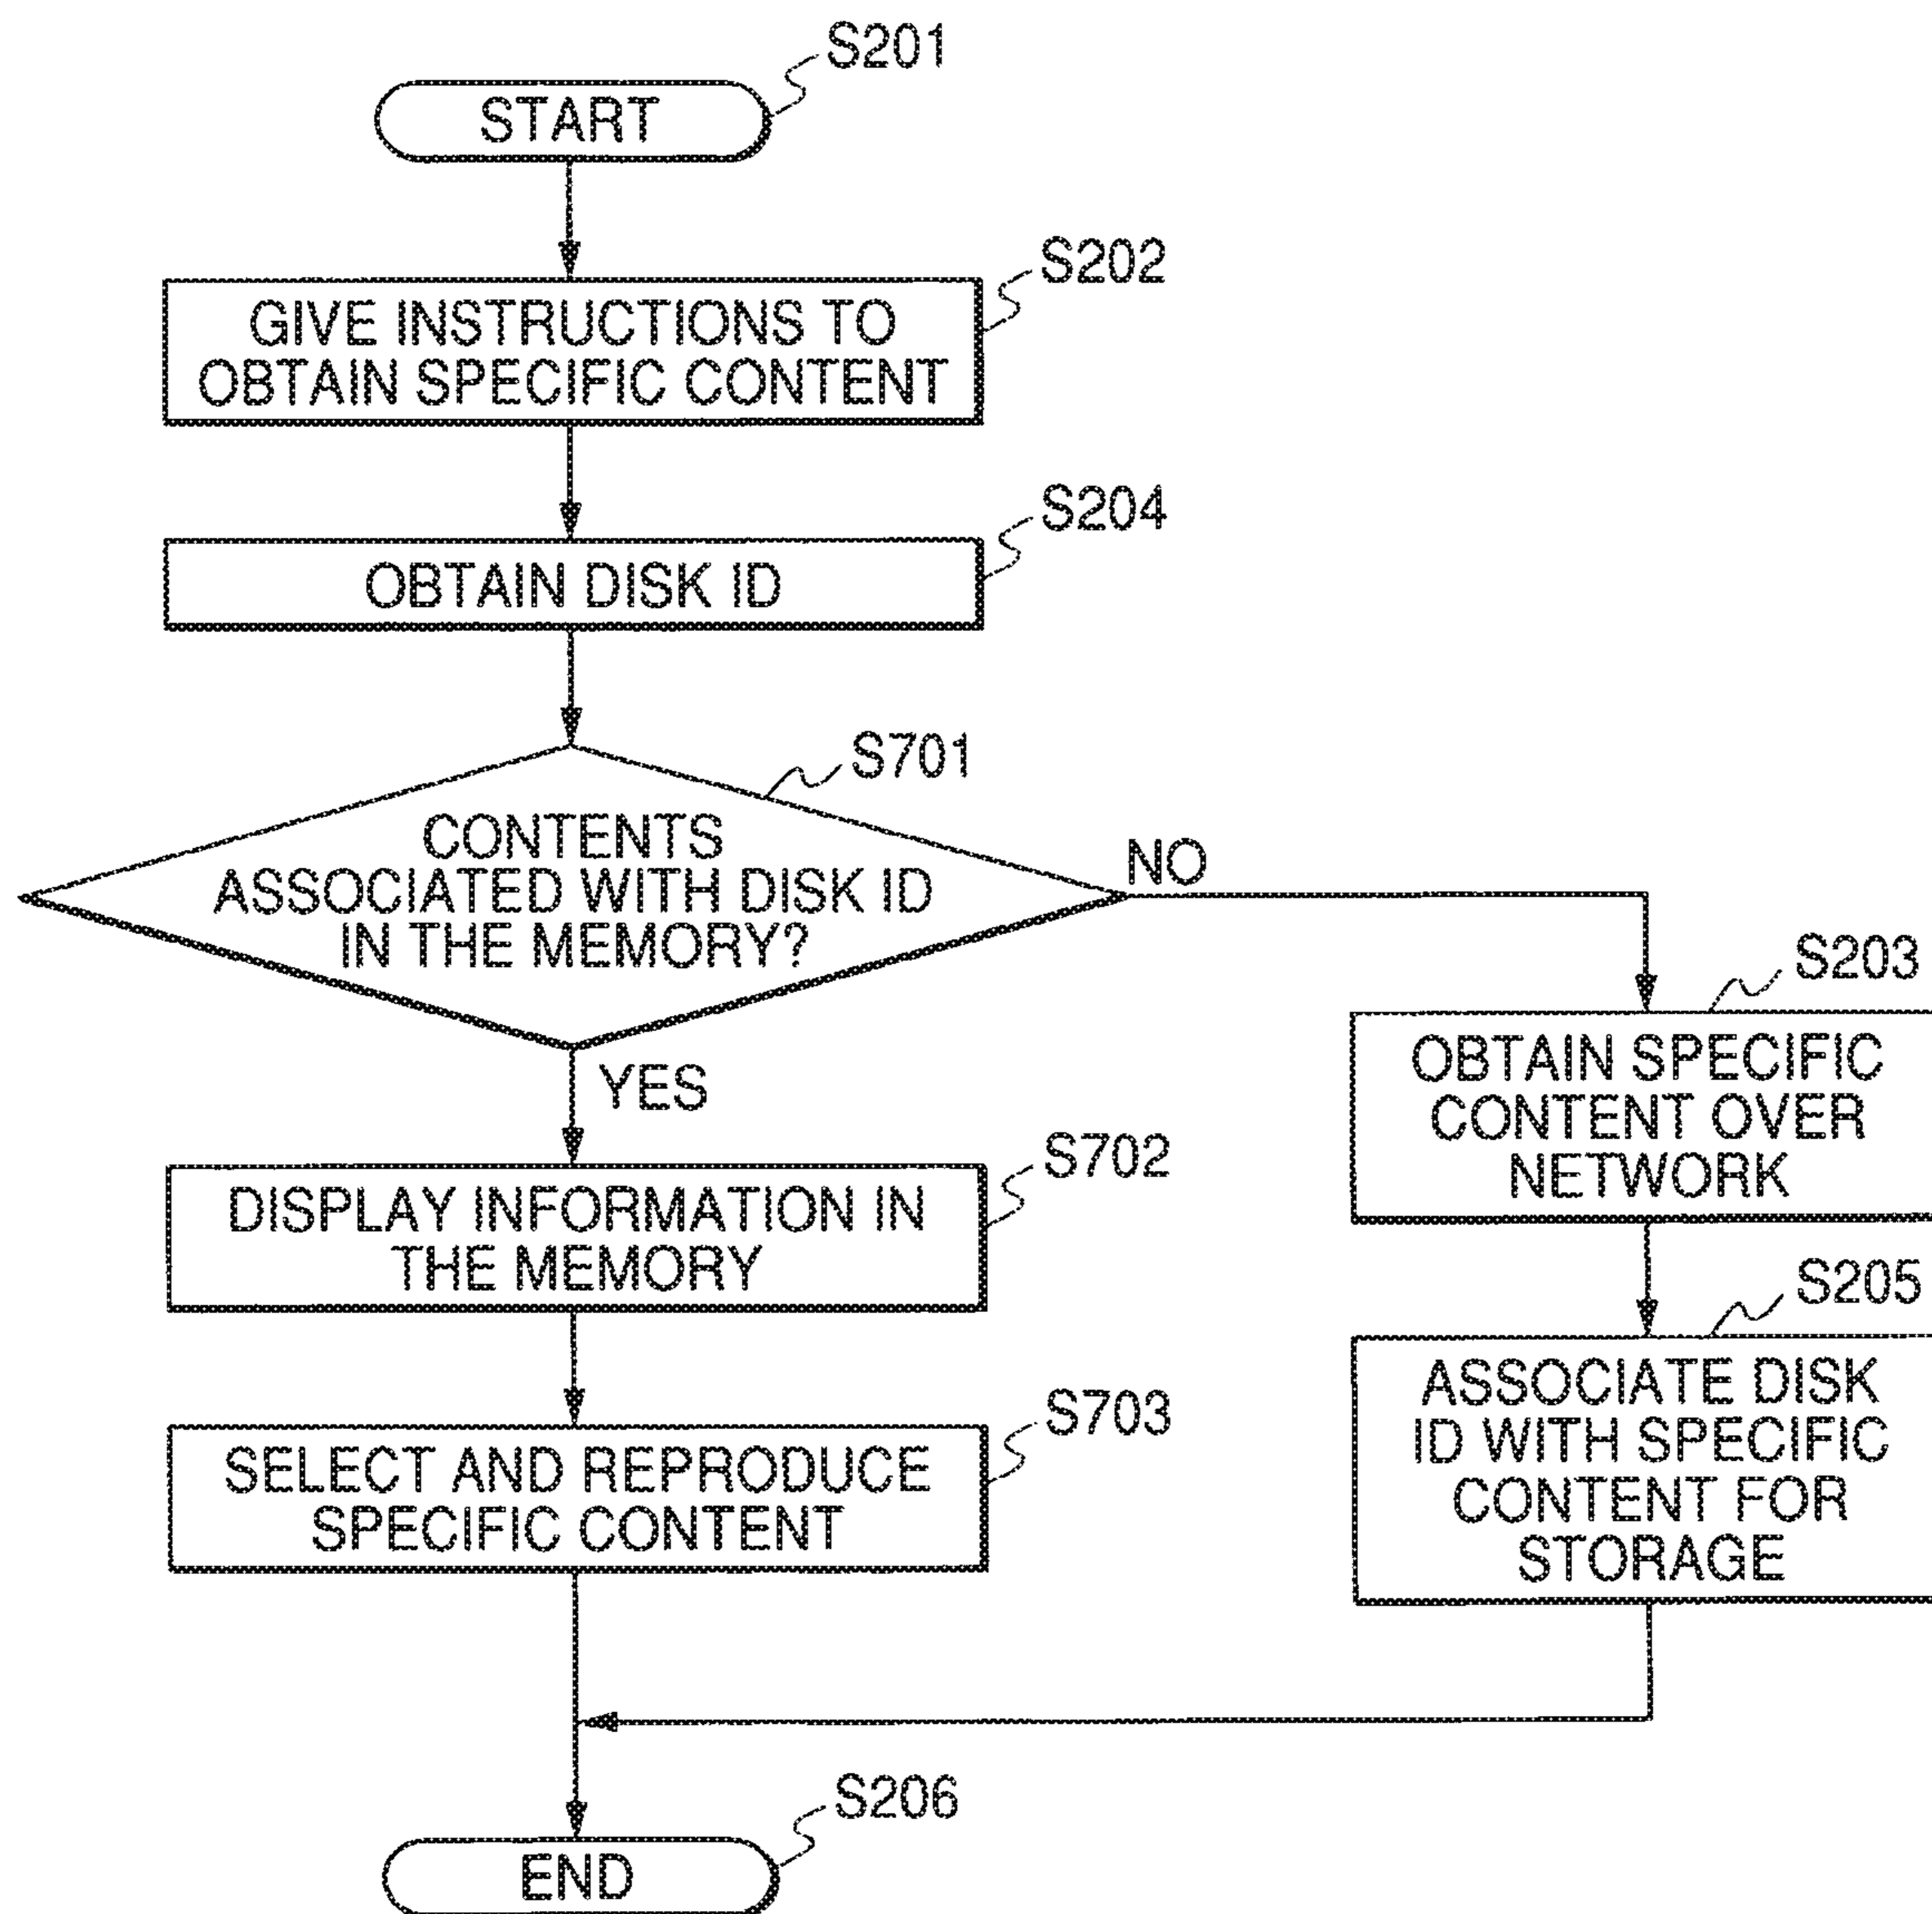 S201
START
S202
GIVE INSTRUCTIONS TO
OBTAIN SPECIFIC CONTENT
S204
OBTAIN DISK ID
S701
CONTENTS
ASSOCIATED WITH DISK ID
IN THE MEMORY?
NO
YES
S203
OBTAIN SPECIFIC
CONTENT OVER
NETWORK
S702
DISPLAY INFORMATION IN
THE MEMORY
S205
ASSOCIATE DISK
ID WITH SPECIFIC
CONTENT FOR
STORAGE
S703
SELECT AND REPRODUCE
SPECIFIC CONTENT
S206
END